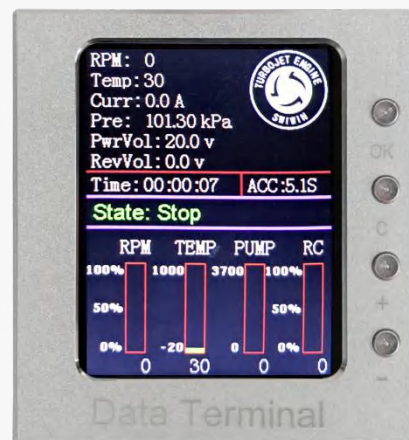 RPM: 0
Temp:30
Curr:0.0 A
Pre: 101.30 kPa
PwrVol:20.0 v
RevVol:0.0 v
TURBOJET ENGINE
SWIWIN
Time:00:00:07 ACC:5.1S
State: Stop
RPM TEMP PUMP RC
100% 1000 3700 100%
50% 50%
0% -20 0 0%
0 30 0 0
OK
C
+
-
Data Terminal